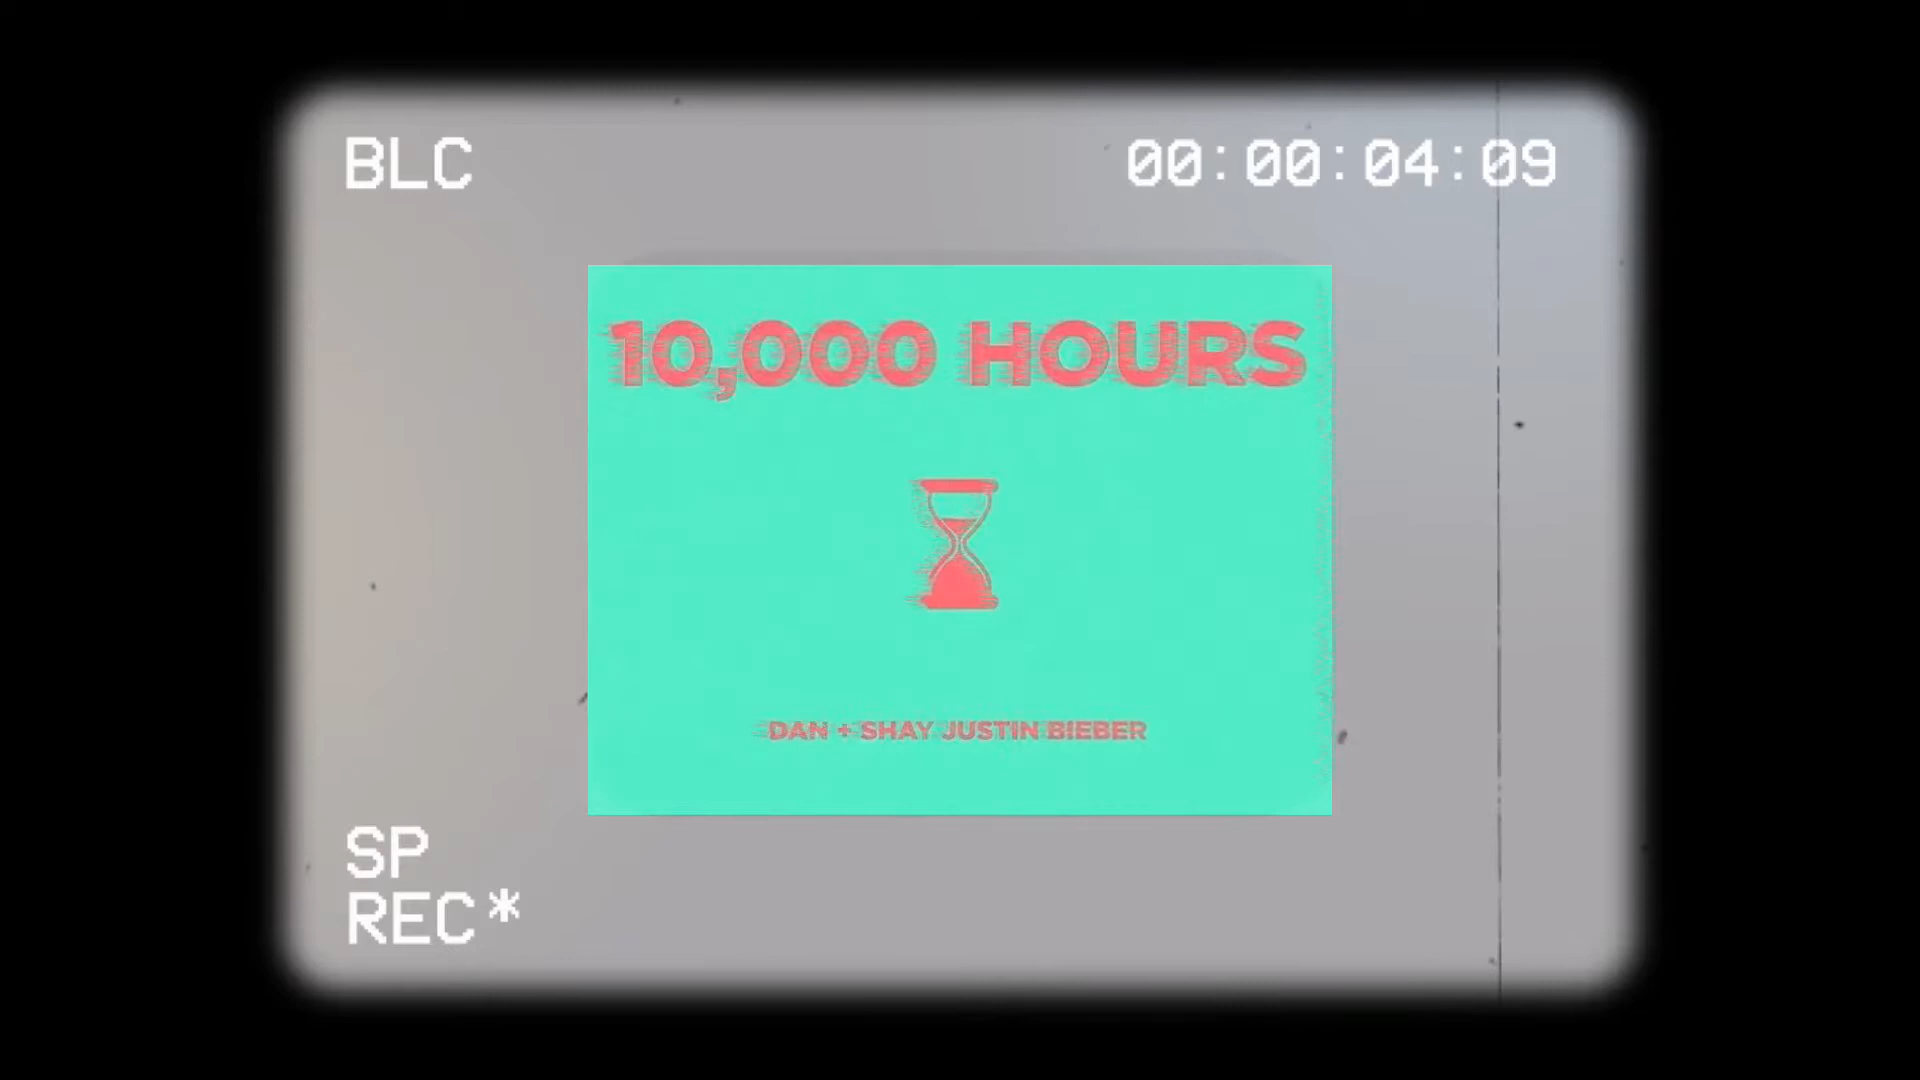 BLC
00:00:04:09
10,000 HOURS
DAN + SHAY JUSTIN BIEBER
SP
REC*